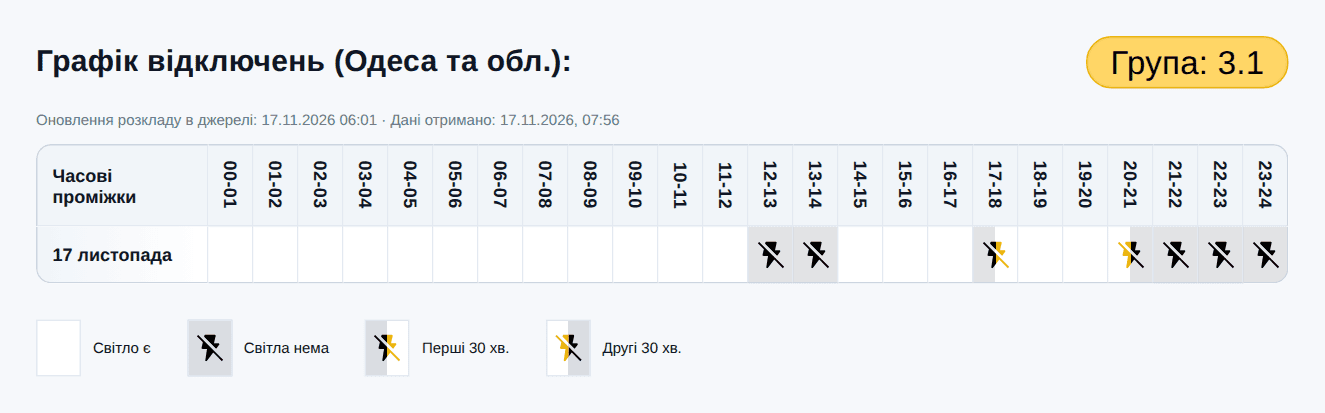 Графік відключень (Одеса та обл.):
Група: 3.1
Оновлення розкладу в джерелі: 17.11.2026 06:01 · Дані отримано: 17.11.2026, 07:56
Часові
проміжки
00-01
01-02
02-03
03-04
04-05
05-06
06-07
07-08
08-09
09-10
10-11
11-12
12-13
13-14
14-15
15-16
16-17
17-18
18-19
19-20
20-21
21-22
22-23
23-24
17 листопада
Світло є
Світла нема
Перші 30 хв.
Другі 30 хв.